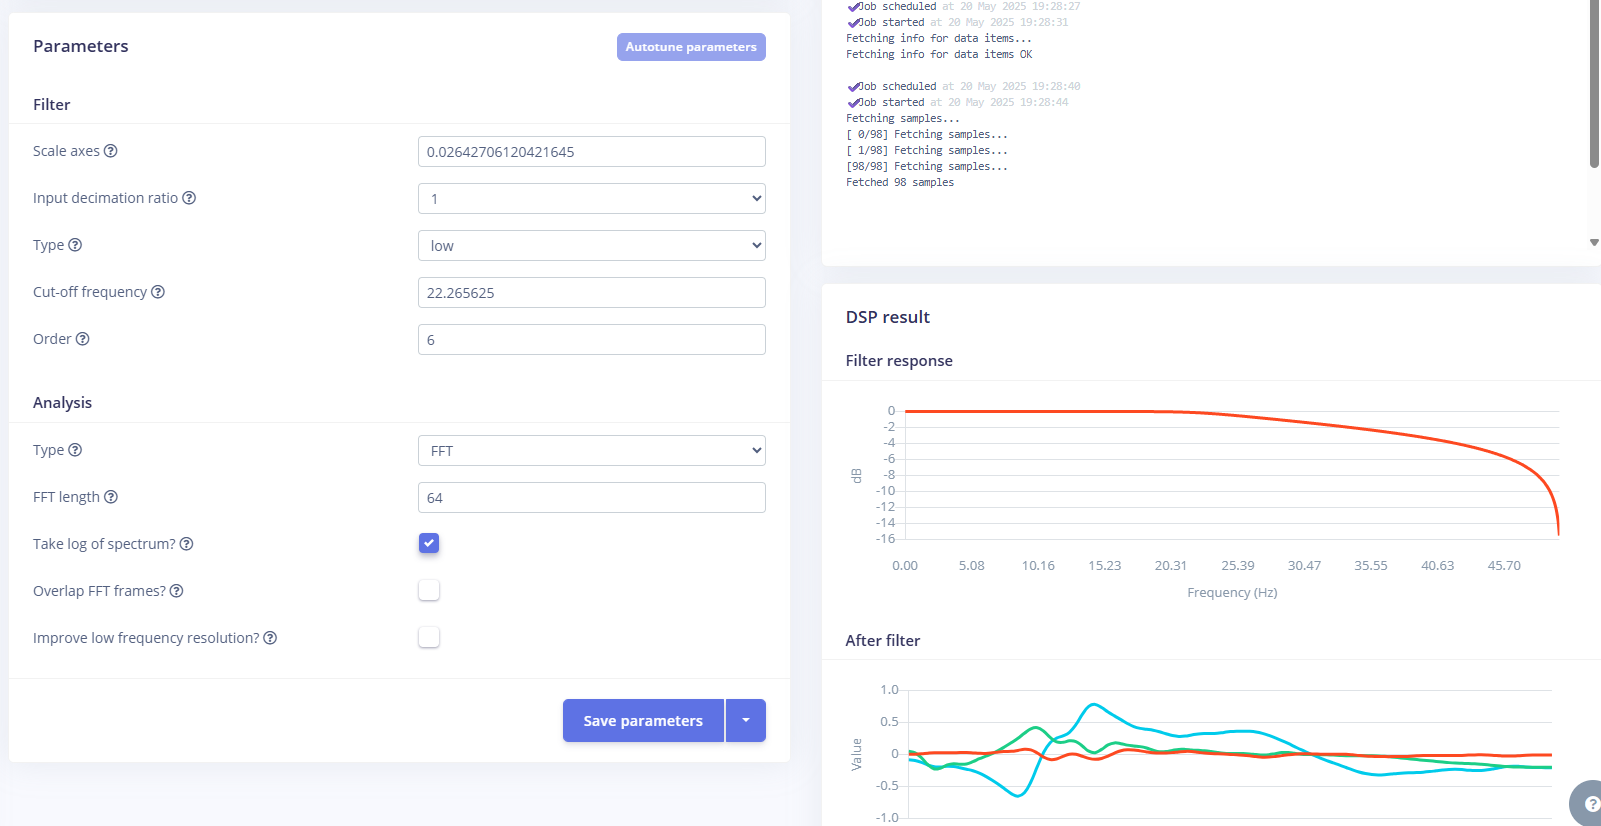 Parameters
Autotune parameters
Filter
Scale axes
0.02642706120421645
Input decimation ratio
1
Type
low
Cut-off frequency
22.265625
Order
6
Analysis
Type
FFT
FFT length
64
Take log of spectrum?
Overlap FFT frames?
Improve low frequency resolution?
Save parameters
Job scheduled at 20 May 2025 19:28:27
Job started at 20 May 2025 19:28:31
Fetching info for data items...
Fetching info for data items OK
Job scheduled at 20 May 2025 19:28:40
Job started at 20 May 2025 19:28:44
Fetching samples...
[ 0/98] Fetching samples...
[ 1/98] Fetching samples...
[98/98] Fetching samples...
Fetched 98 samples
DSP result
Filter response
0
-2
-4
-6
-8
-10
-12
-14
-16
dB
0.00 5.08 10.16 15.23 20.31 25.39 30.47 35.55 40.63 45.70
Frequency (Hz)
After filter
1.0
0.5
0
-0.5
-1.0
Value